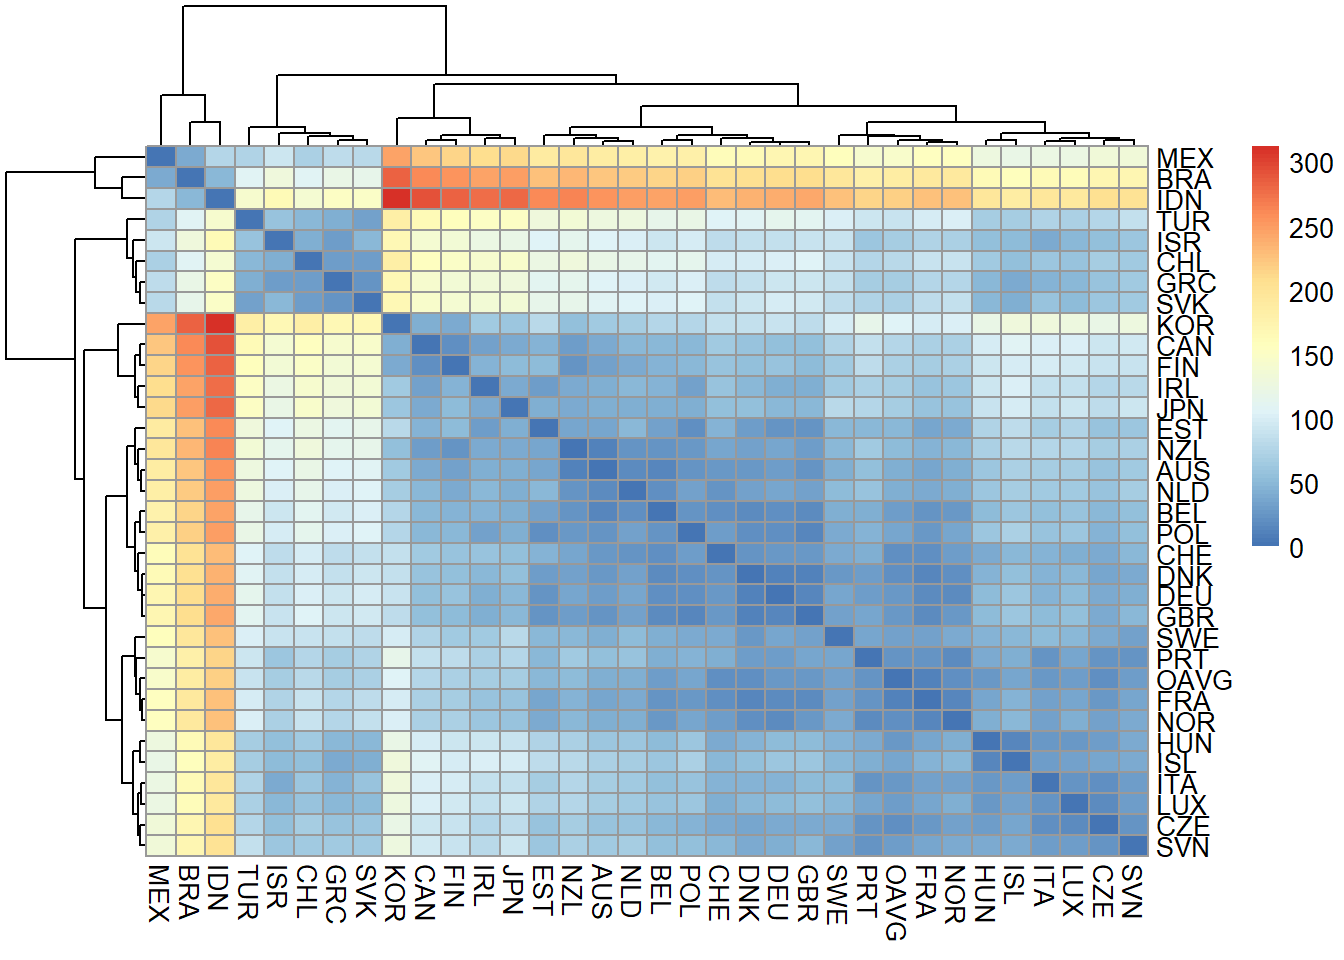 MEX
BRA
IDN
TUR
ISR
CHL
GRC
SVK
KOR
CAN
FIN
IRL
JPN
EST
NZL
AUS
NLD
BEL
POL
CHE
DNK
DEU
GBR
SWE
PRT
OAVG
FRA
NOR
HUN
ISL
ITA
LUX
CZE
SVN
300
250
200
150
100
50
0
MEX
BRA
IDN
TUR
ISR
CHL
GRC
SVK
KOR
CAN
FIN
IRL
JPN
EST
NZL
AUS
NLD
BEL
POL
CHE
DNK
DEU
GBR
SWE
PRT
OAVG
FRA
NOR
HUN
ISL
ITA
LUX
CZE
SVN